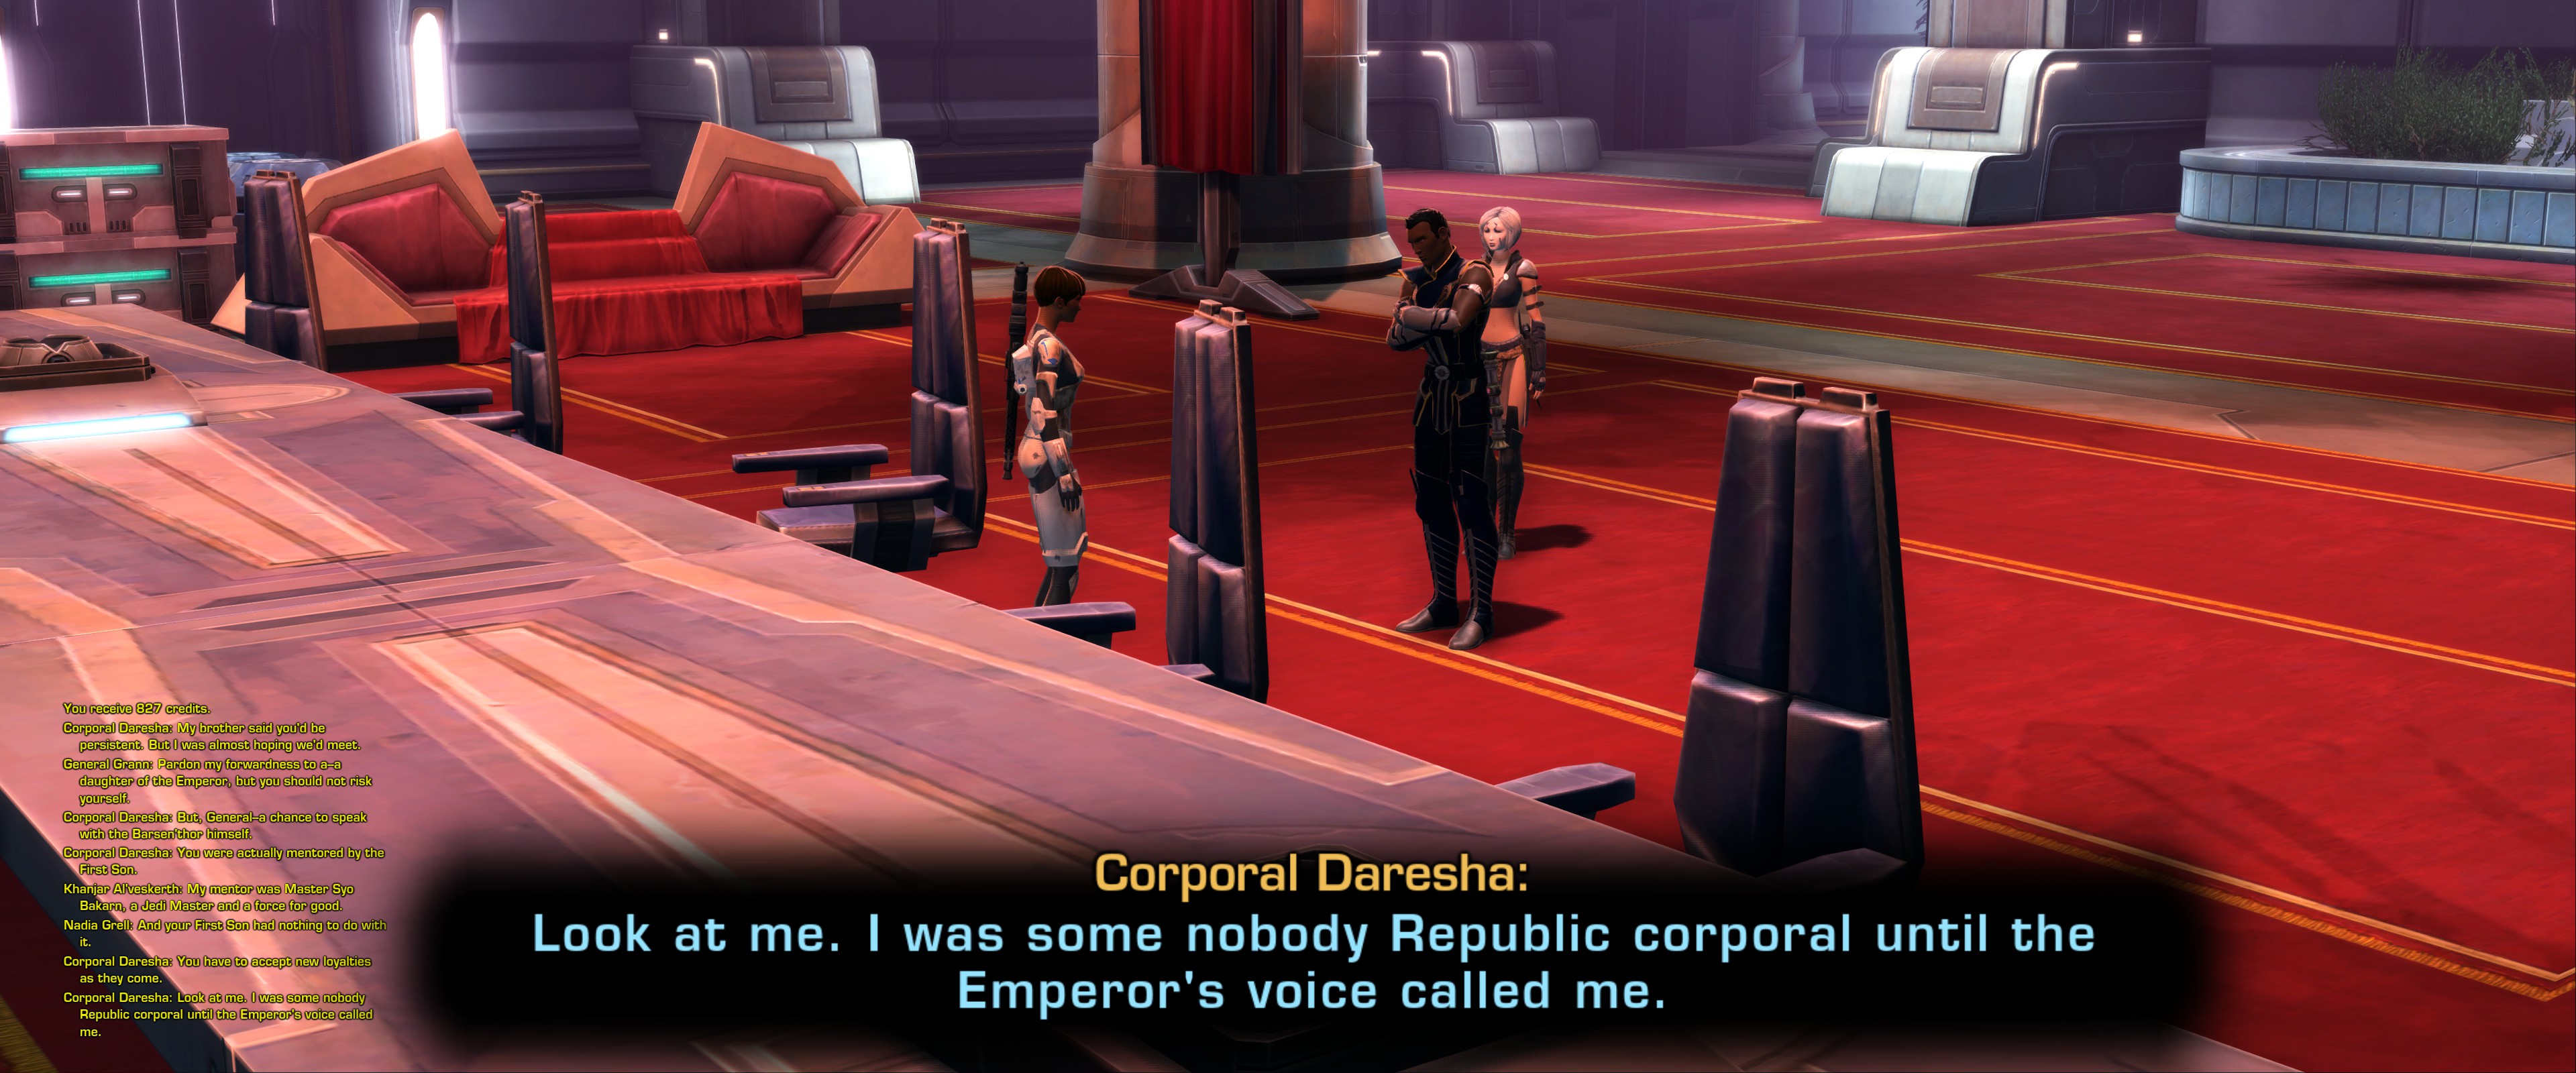 You receive 827 credits.
Corporal Daresha: My brother said you'd be
persistent. But I was almost hoping we'd meet.
General Grann: Pardon my forwardness to a–a
daughter of the Emperor, but you should not risk
yourself.
Corporal Daresha: But, General–a chance to speak
with the Barsen'thor himself.
Corporal Daresha: You were actually mentored by the
First Son.
Khanjar Al'veskerth: My mentor was Master Syo
Bakarn, a Jedi Master and a force for good.
Nadia Grell: And your First Son had nothing to do with
it.
Corporal Daresha: You have to accept new loyalties
as they come.
Corporal Daresha: Look at me. I was some nobody
Republic corporal until the Emperor's voice called
me.
Corporal Daresha:
Look at me. I was some nobody Republic corporal until the
Emperor's voice called me.